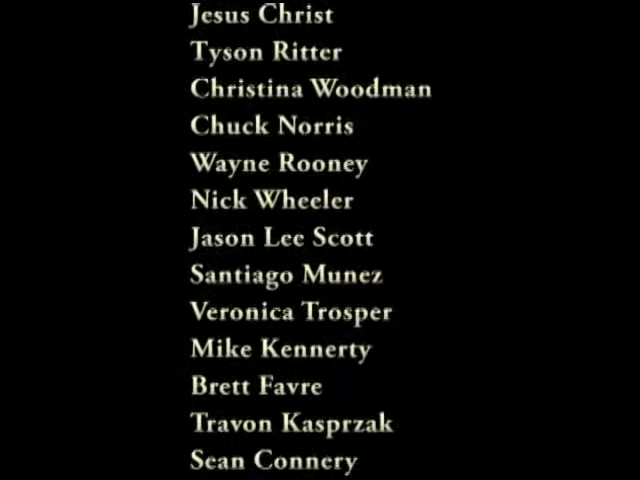 Jesus Christ
Tyson Ritter
Christina Woodman
Chuck Norris
Wayne Rooney
Nick Wheeler
Jason Lee Scott
Santiago Munez
Veronica Trosper
Mike Kennerty
Brett Favre
Travon Kasprzak
Sean Connery